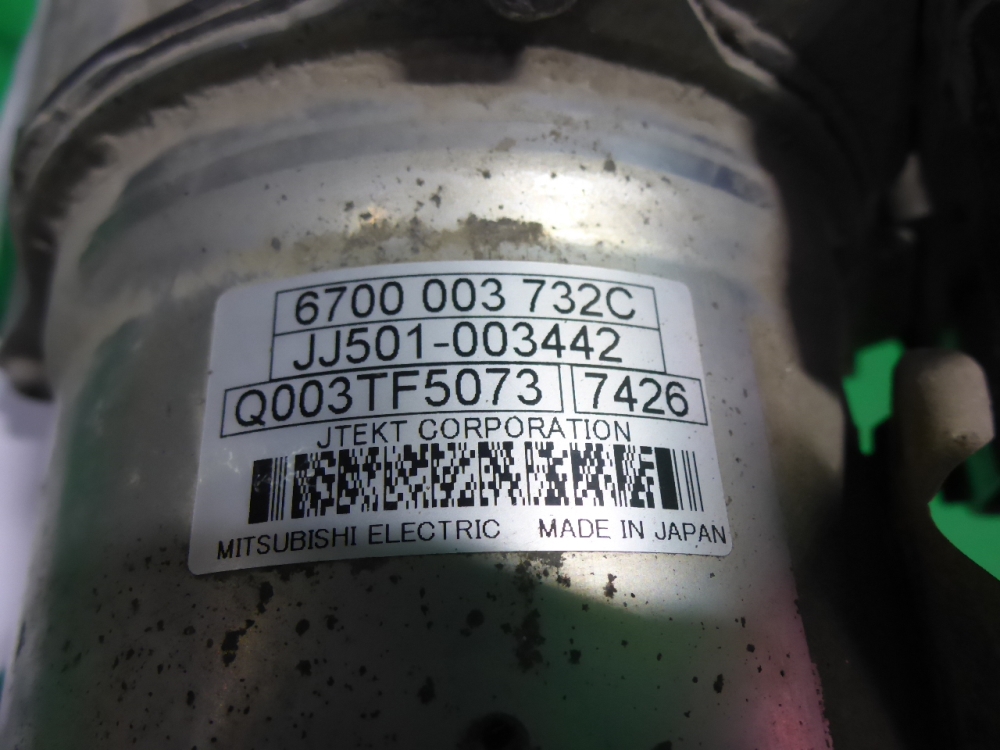 6700 003 732C
JJ501-003442
Q003TF5073 7426
JTEKT CORPORATION
MITSUBISHI ELECTRIC MADE IN JAPAN